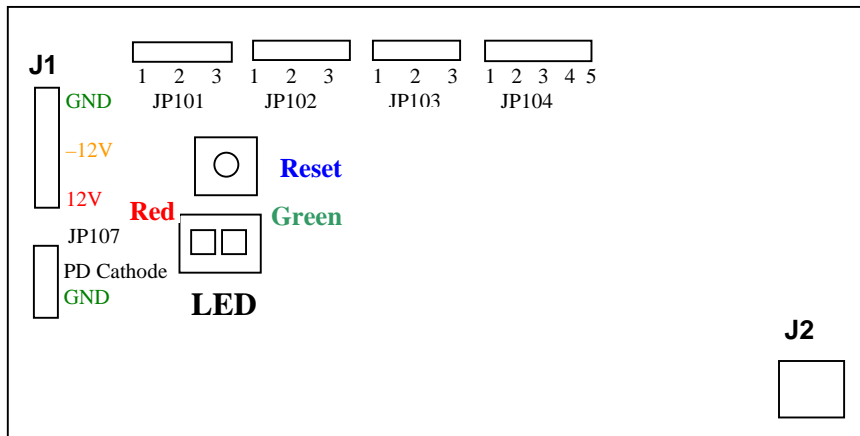 J1
GND
–12V
12V
1 2 3
JP101
1 2 3
JP102
1 2 3
JP103
1 2 3 4 5
JP104
Reset
Red
Green
LED
JP107
PD Cathode
GND
J2